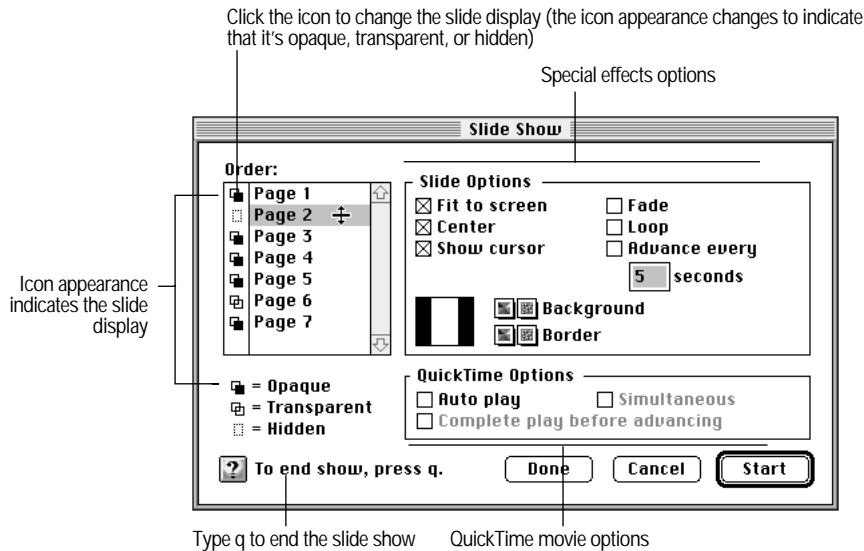 Click the icon to change the slide display (the icon appearance changes to indicate
that it's opaque, transparent, or hidden)
Special effects options
Slide Show
Order:
Page 1
Page 2
Page 3
Page 4
Page 5
Page 6
Page 7
Icon appearance
indicates the slide
display
= Opaque
= Transparent
= Hidden
Slide Options
Fit to screen
Center
Show cursor
Fade
Loop
Advance every
5 seconds
Background
Border
QuickTime Options
Auto play
Simultaneous
Complete play before advancing
? To end show, press q.
Done
Cancel
Start
Type q to end the slide show
QuickTime movie options